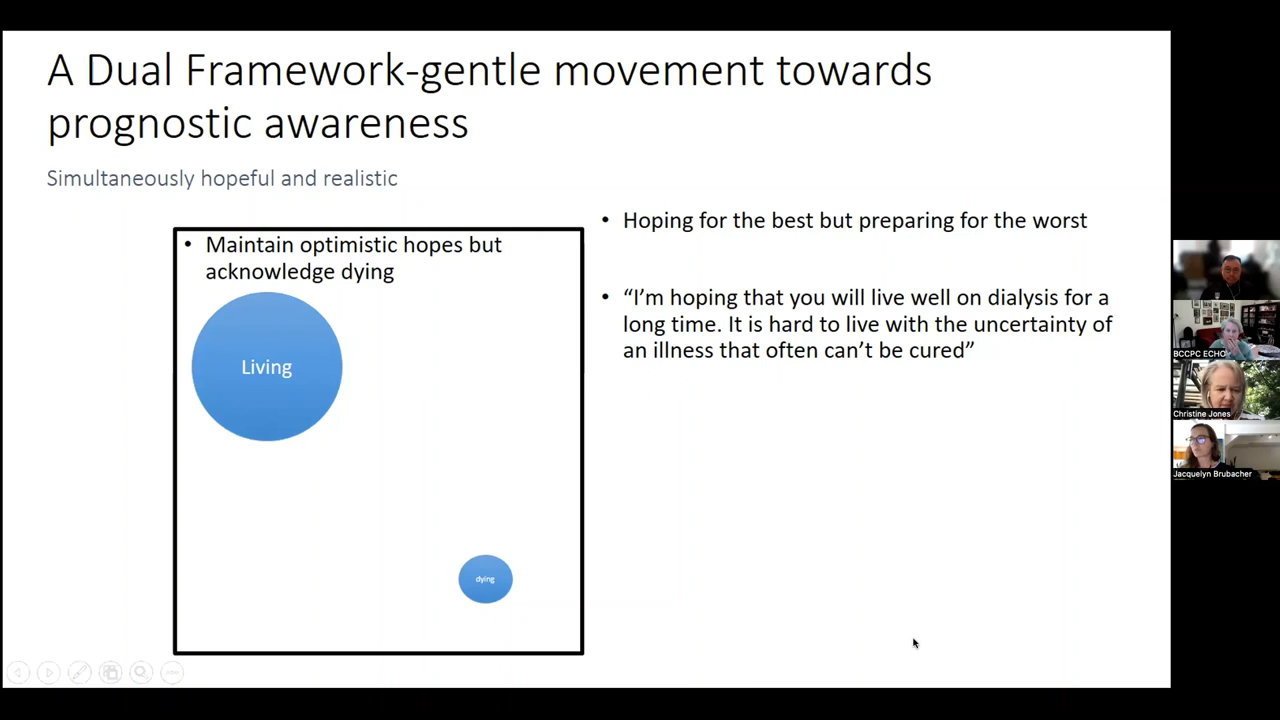 A Dual Framework-gentle movement towards
prognostic awareness
Simultaneously hopeful and realistic
• Maintain optimistic hopes but
acknowledge dying
Living
dying
• Hoping for the best but preparing for the worst
• “I’m hoping that you will live well on dialysis for a
long time. It is hard to live with the uncertainty of
an illness that often can’t be cured”
BCCPC ECHO
Christine Jones
Jacquelyn Brubacher